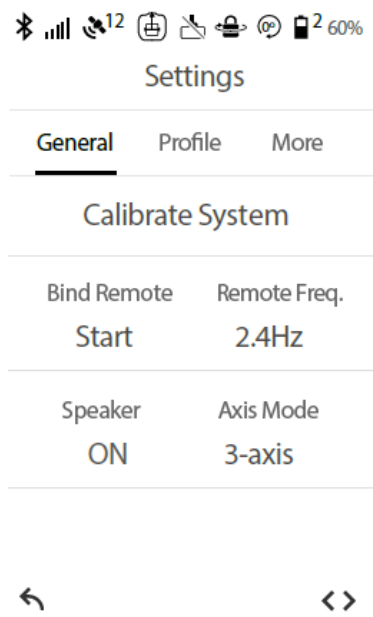 12 0° 2 60%
Settings
General Profile More
Calibrate System
Bind Remote Remote Freq.
Start 2.4Hz
Speaker Axis Mode
ON 3-axis